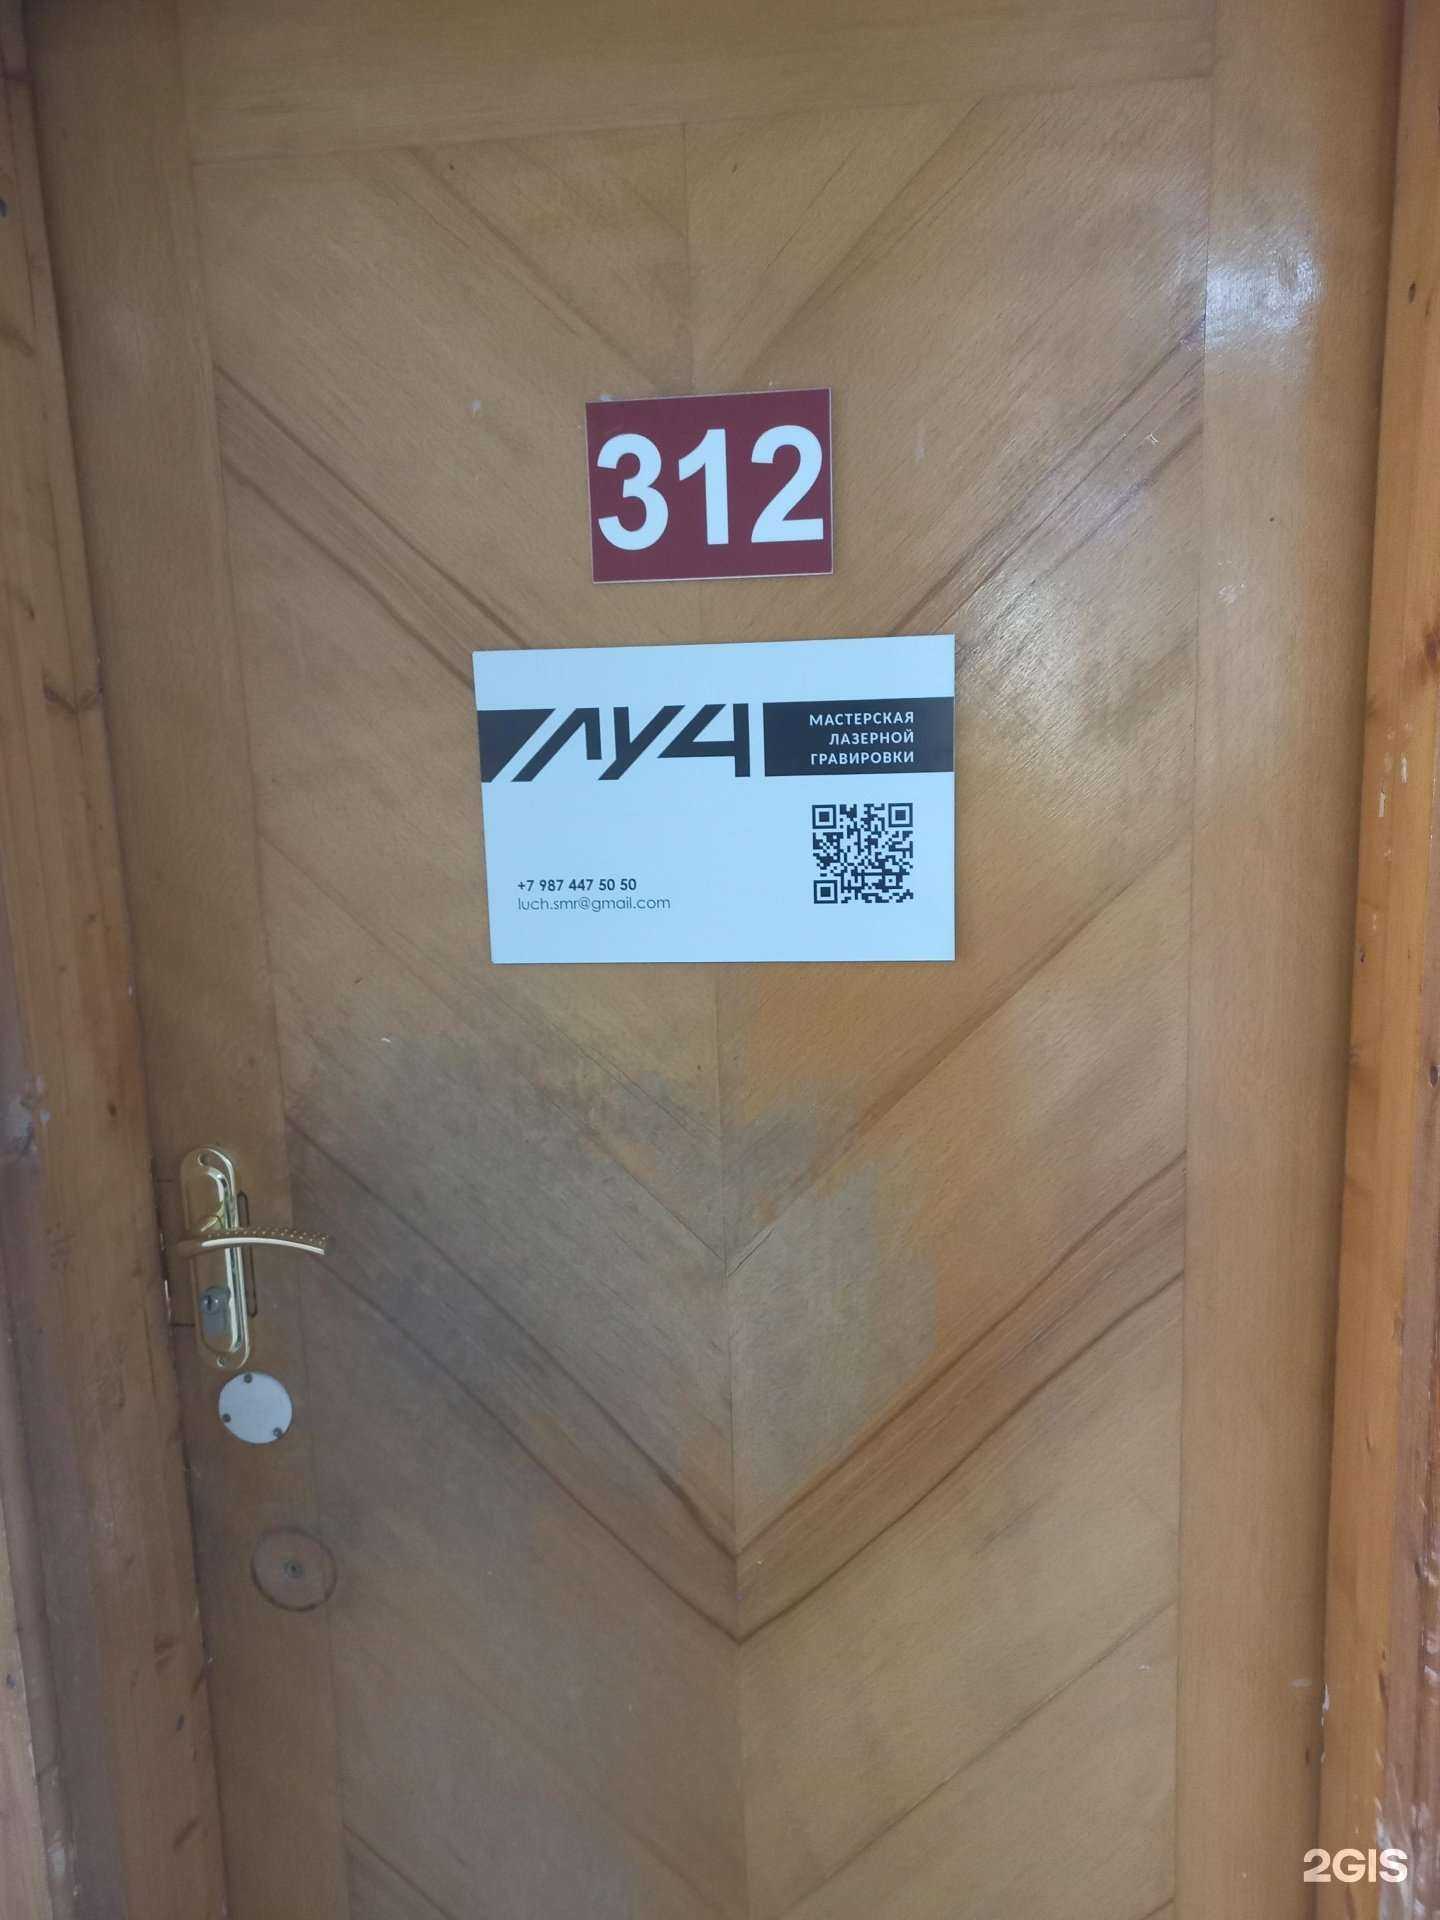 312
ЛУЧ
МАСТЕРСКАЯ
ЛАЗЕРНОЙ
ГРАВИРОВКИ
+7 987 447 50 50
luch.smr@gmail.com
2GIS